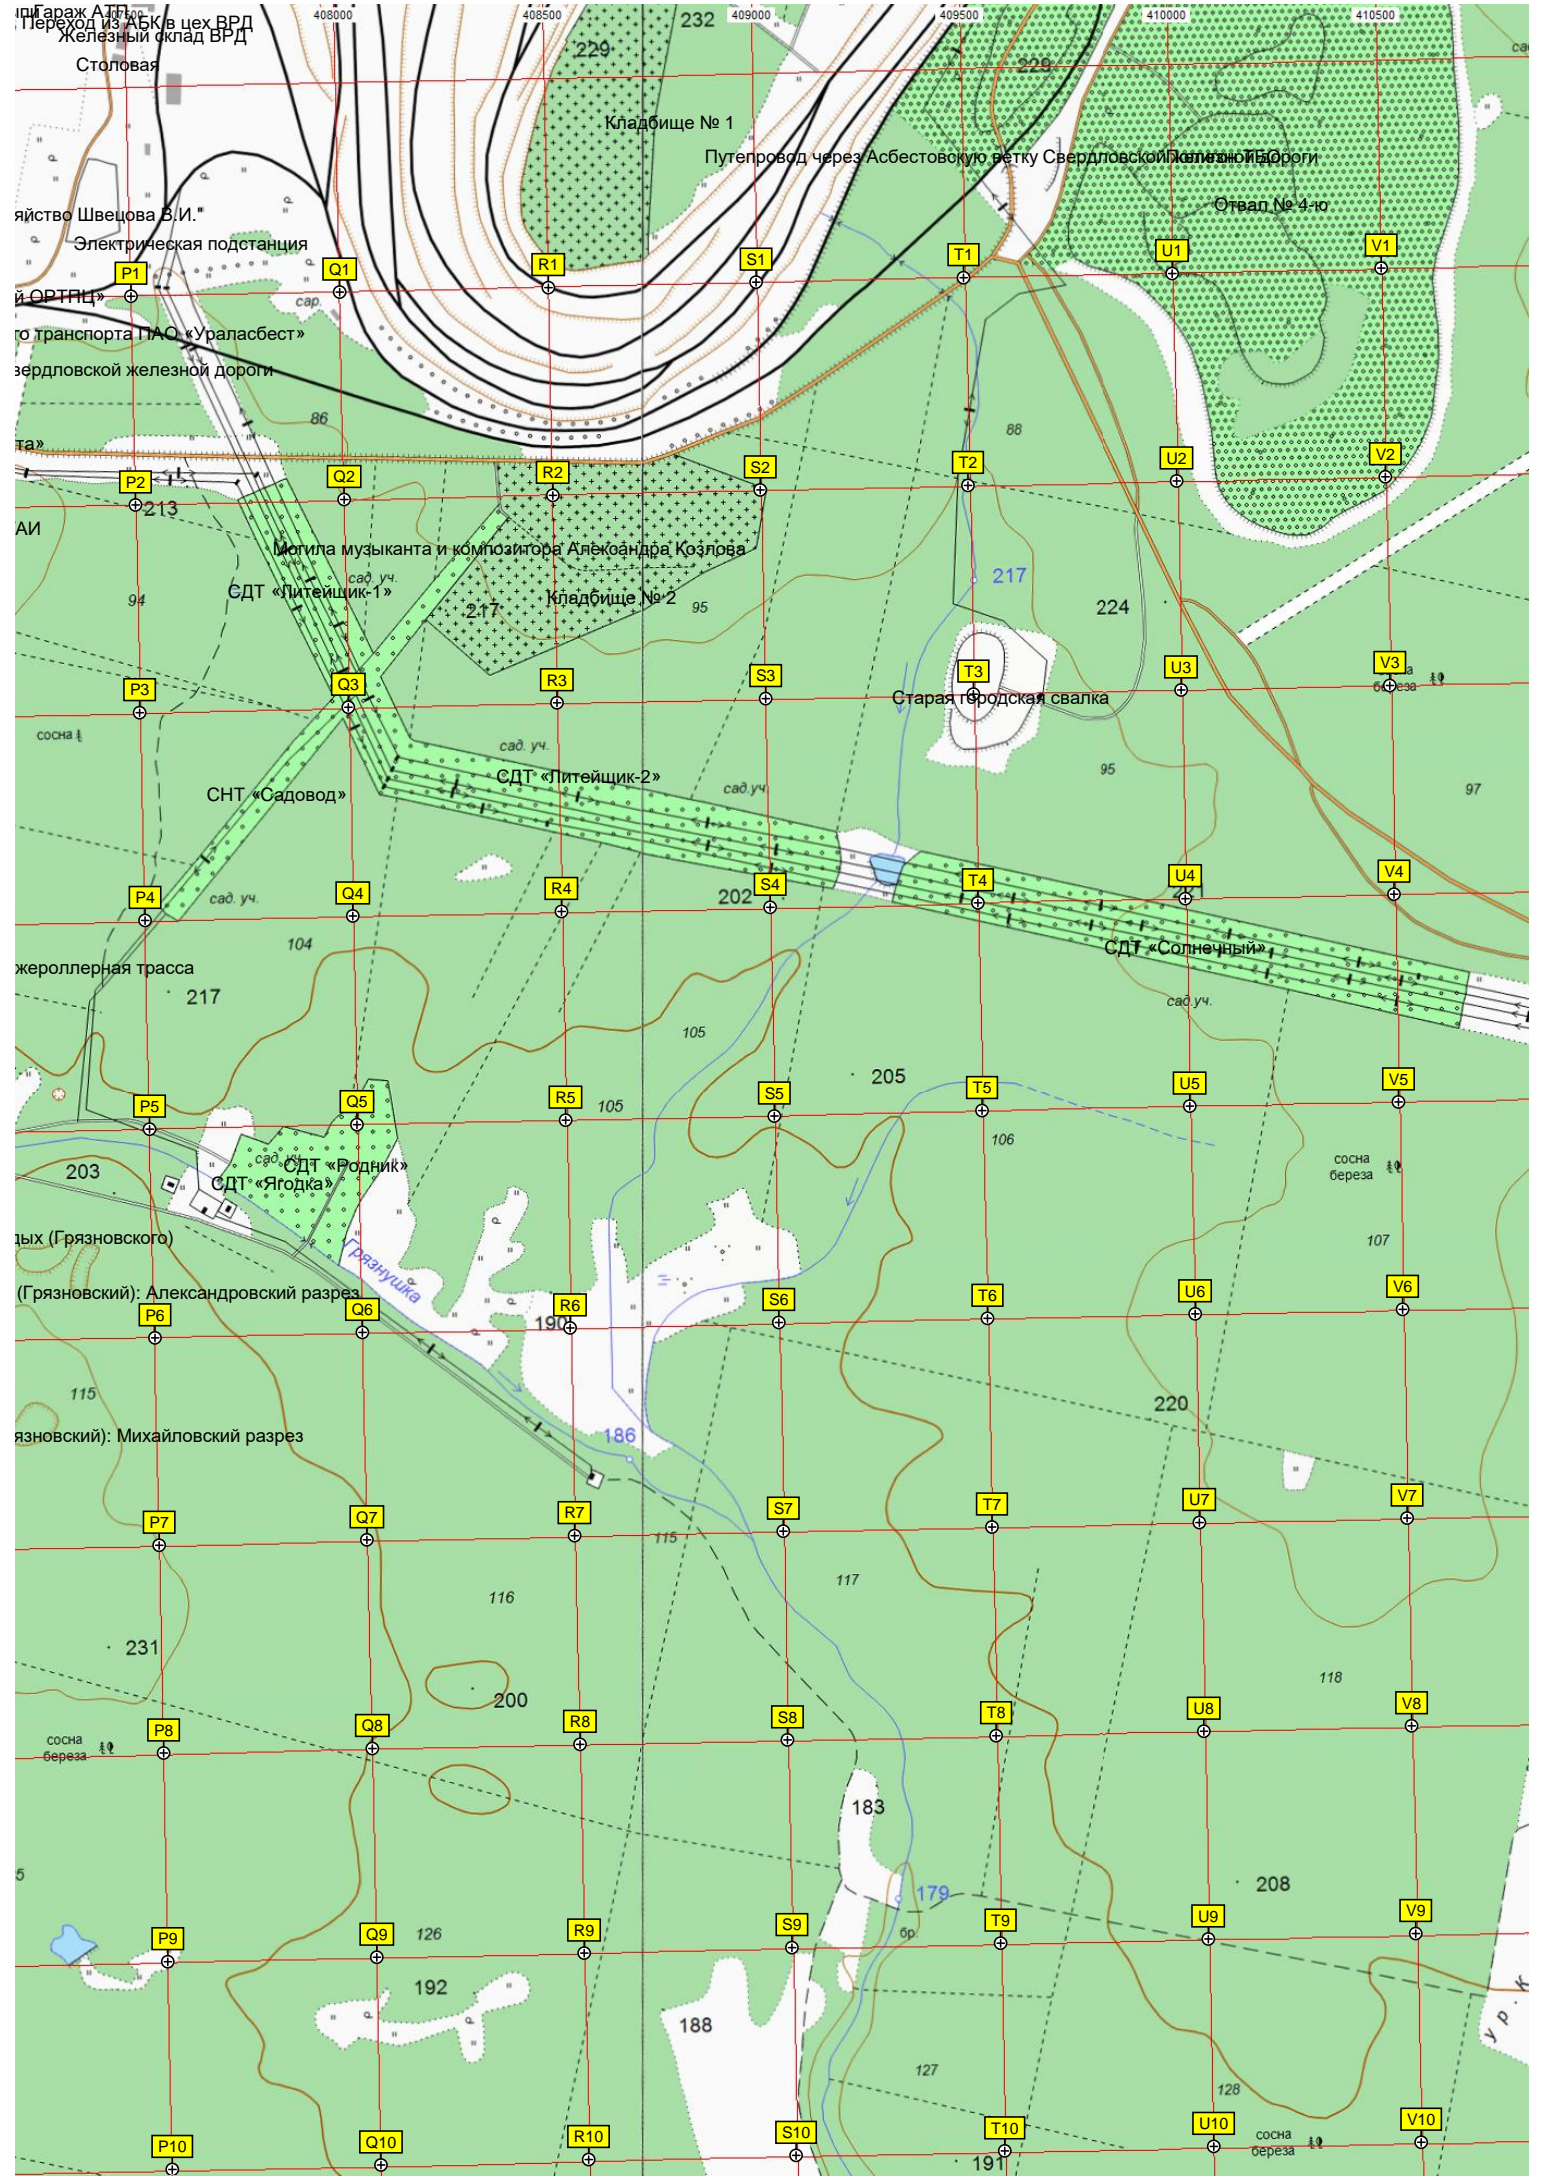 Гараж АТП
Переход из АБК в цех ВРД
Железный склад ВРД
Столовая
407500
408000
408500
409000
409500
410000
410500
232
229
229
Кладбище № 1
Путепровод через Асбестовскую ветку Свердловской железной дороги
Полигон ТБО
Отвал № 4-ю
яйство Швецова В.И."
Электрическая подстанция
P1
Q1
R1
S1
T1
U1
V1
й ОРТПЦ»
сар.
го транспорта ПАО «Ураласбест»
вердловской железной дороги
86
88
та»
P2
Q2
R2
S2
T2
U2
V2
213
АИ
Могила музыканта и композитора Александра Козлова
сад. уч.
СДТ «Литейщик-1»
94
217
Кладбище № 2
95
217
224
P3
Q3
R3
S3
T3
U3
V3
Старая городская свалка
береза
сосна
сад. уч.
СДТ «Литейщик-2»
сад.уч.
95
97
СНТ «Садовод»
P4
Q4
R4
S4
T4
U4
V4
сад. уч.
202
221
104
СДТ «Солнечный»
жероллерная трасса
217
сад.уч.
105
205
P5
Q5
R5
S5
T5
U5
V5
105
106
203
сад. уч.
СДТ «Родник»
СДТ «Ягодка»
сосна
береза
дых (Грязновского)
Грязнушка
107
(Грязновский): Александровский разрез
P6
Q6
R6
S6
T6
U6
V6
190
115
220
язновский): Михайловский разрез
186
P7
Q7
R7
S7
T7
U7
V7
115
116
117
231
118
200
P8
Q8
R8
S8
T8
U8
V8
сосна
береза
183
5
179
208
P9
Q9
R9
S9
T9
U9
V9
126
бр.
192
188
ур. К
127
128
P10
Q10
R10
S10
T10
U10
V10
191
сосна
береза